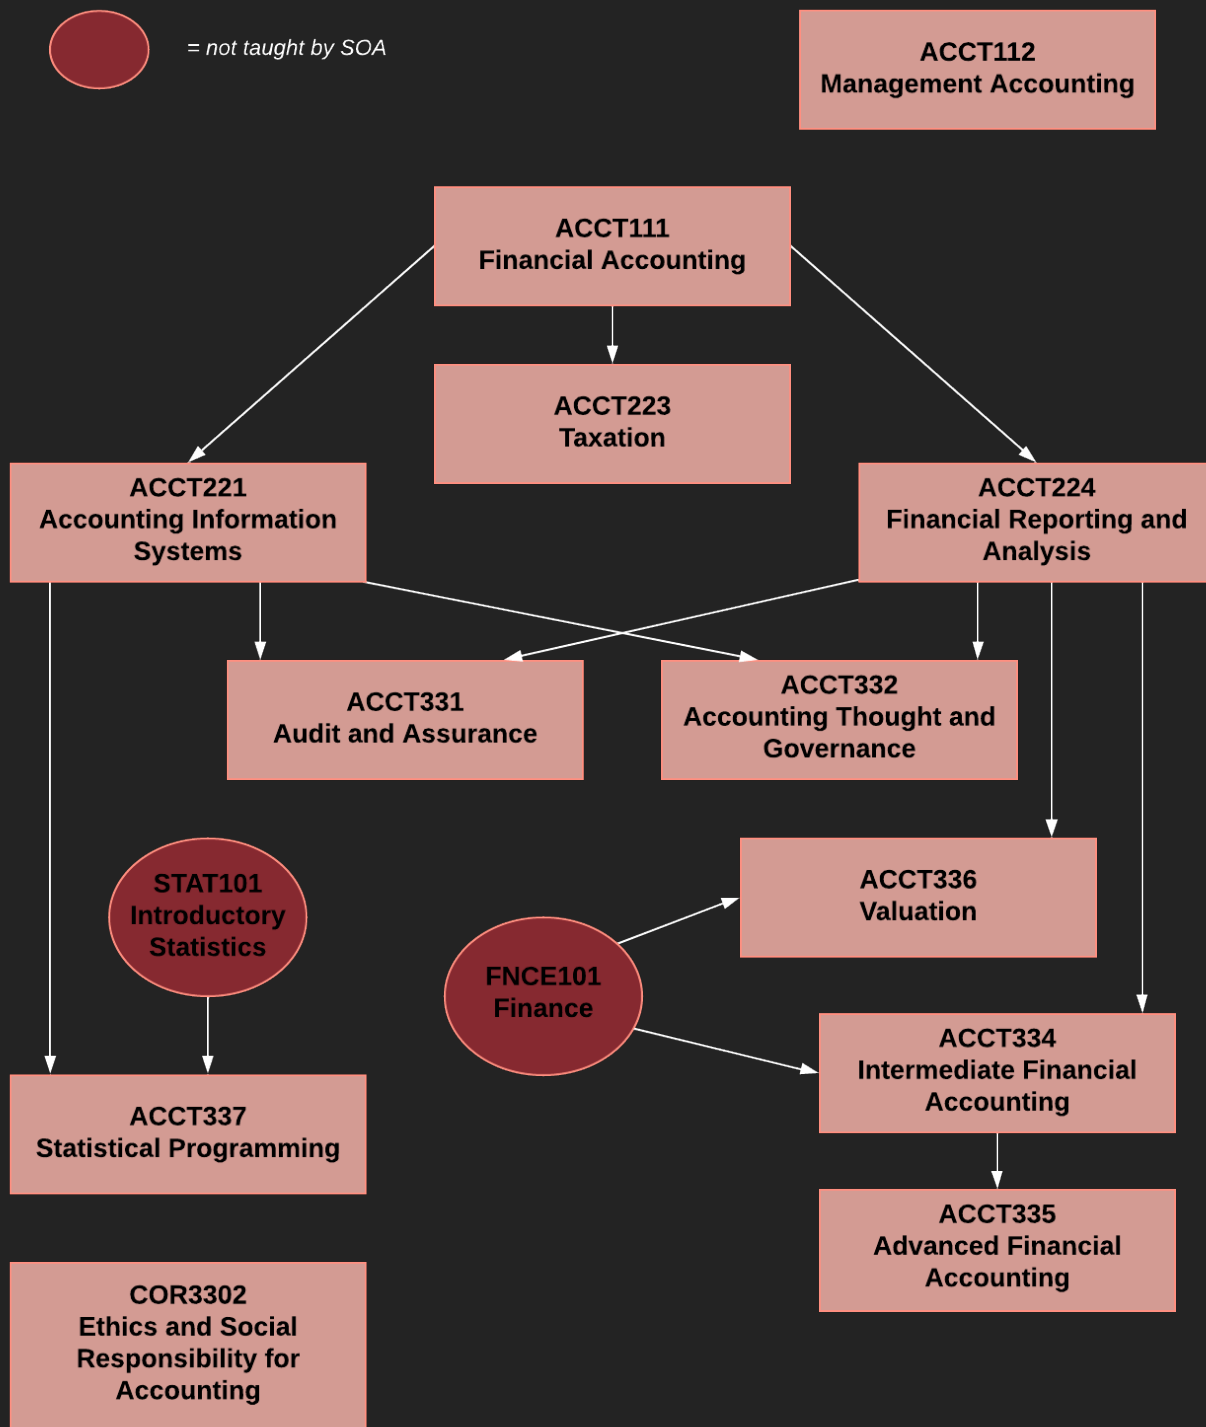 = not taught by SOA
ACCT112
Management Accounting
ACCT111
Financial Accounting
ACCT223
Taxation
ACCT221
Accounting Information
Systems
ACCT224
Financial Reporting and
Analysis
ACCT331
Audit and Assurance
ACCT332
Accounting Thought and
Governance
STAT101
Introductory
Statistics
ACCT336
Valuation
FNCE101
Finance
ACCT334
Intermediate Financial
Accounting
ACCT337
Statistical Programming
ACCT335
Advanced Financial
Accounting
COR3302
Ethics and Social
Responsibility for
Accounting